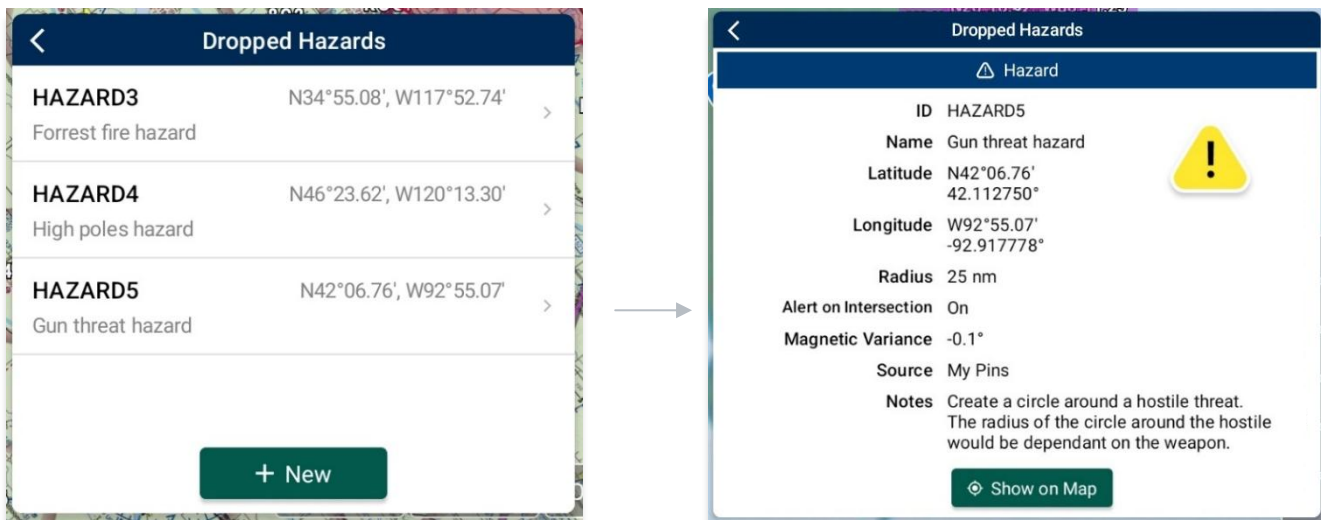 Dropped Hazards
HAZARD3 N34°55.08', W117°52.74'
Forrest fire hazard
HAZARD4 N46°23.62', W120°13.30'
High poles hazard
HAZARD5 N42°06.76', W92°55.07'
Gun threat hazard
+ New
Dropped Hazards
Hazard
ID HAZARD5
Name Gun threat hazard
Latitude N42°06.76'
42.112750°
Longitude W92°55.07'
-92.917778°
Radius 25 nm
Alert on Intersection On
Magnetic Variance -0.1°
Source My Pins
Notes Create a circle around a hostile threat.
The radius of the circle around the hostile
would be dependant on the weapon.
Show on Map